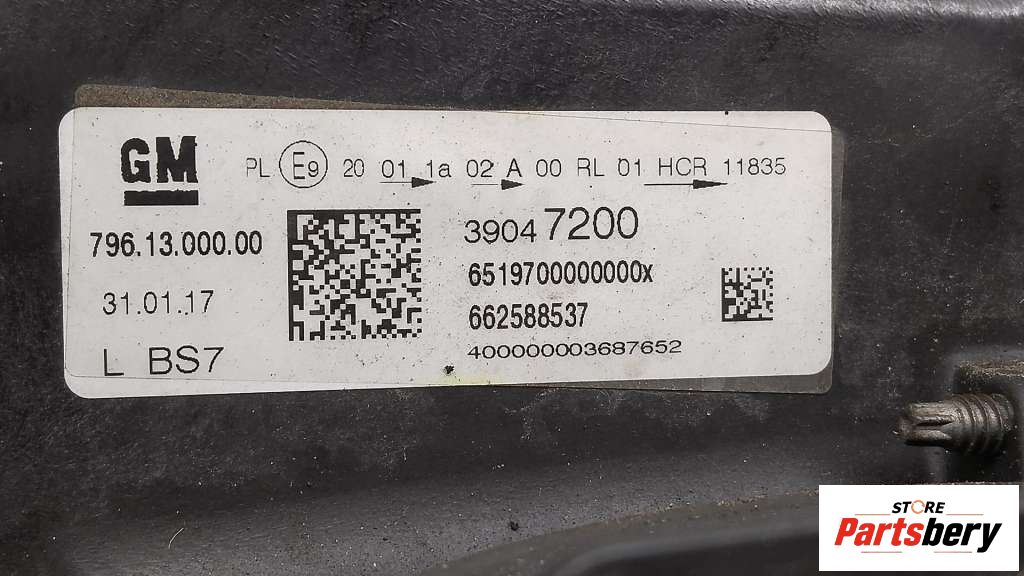 GM PL E9 20 01 1a 02 A 00 RL 01 HCR 11835
796.13.000.00 39047200
6519700000000X
31.01.17 662588537
L BS7 400000003687652
STORE
Partsbery